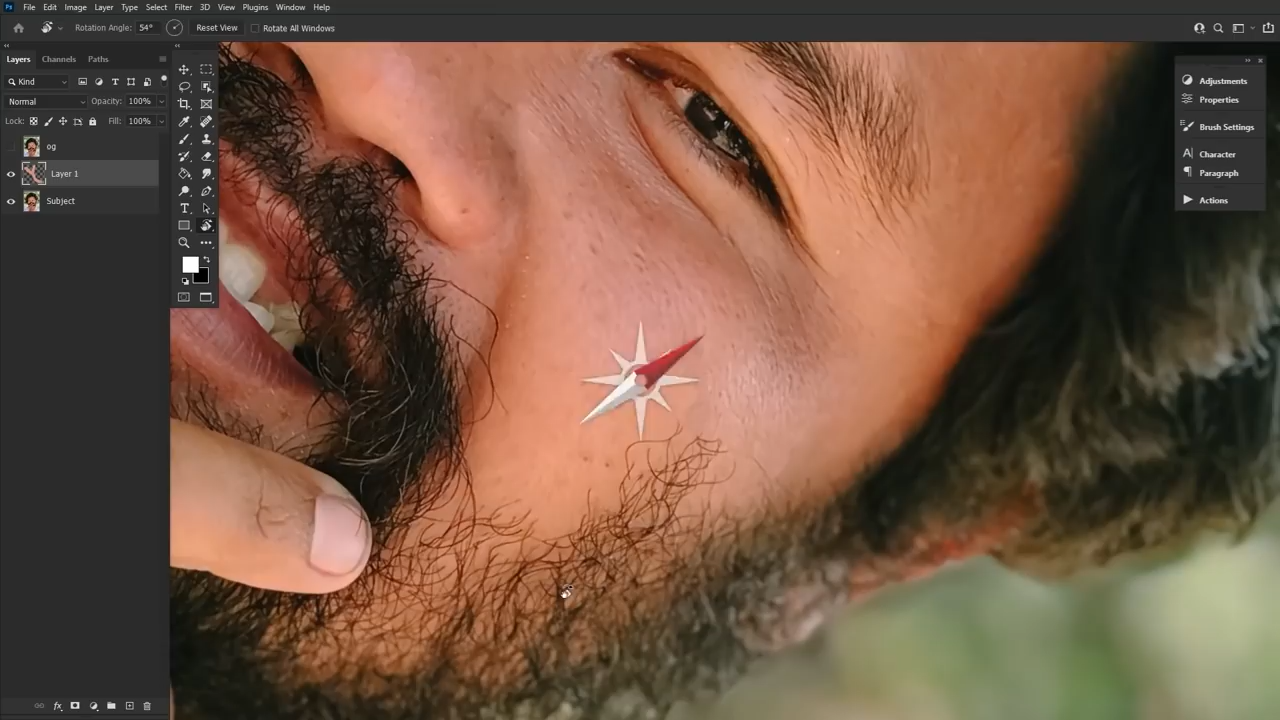 Ps File Edit Image Layer Type Select Filter 3D View Plugins Window Help
Rotation Angle: 54° Reset View Rotate All Windows
Layers Channels Paths
Kind
Normal Opacity: 100%
Lock: Fill: 100%
og
Layer 1
Subject
Adjustments
Properties
Brush Settings
Character
Paragraph
Actions